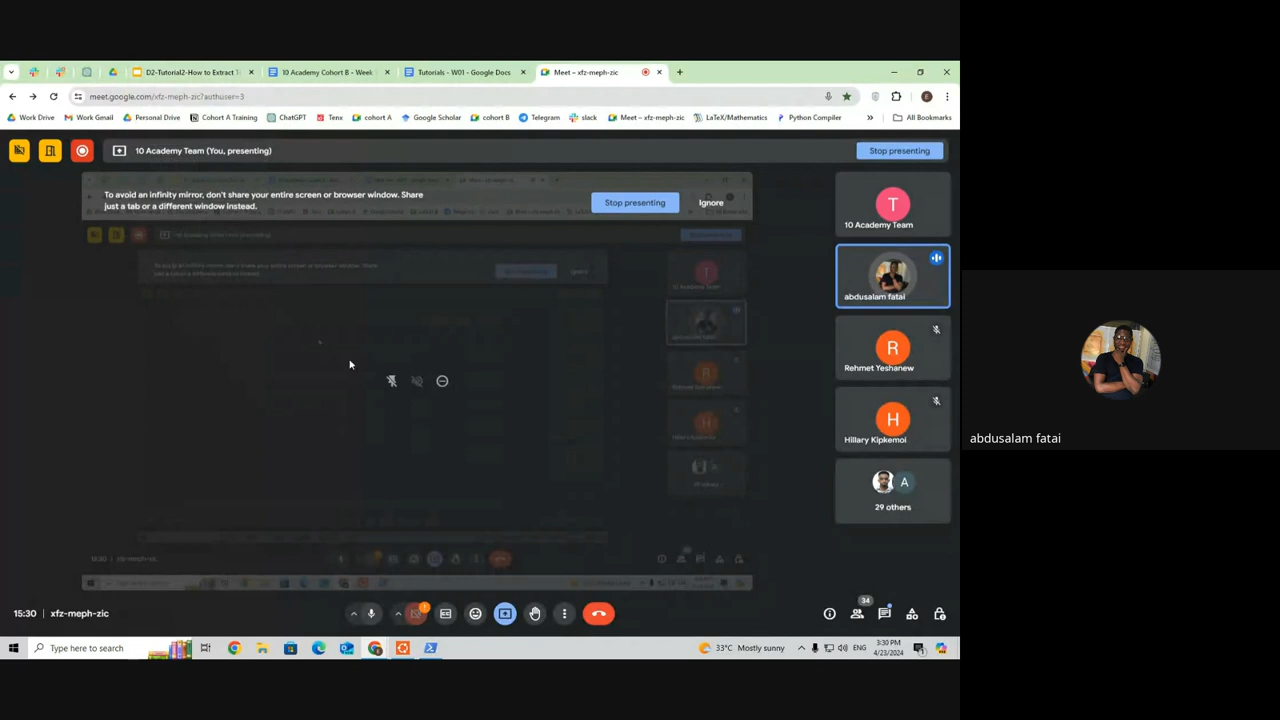 D2-Tutorial2-How to Extract
10 Academy Cohort B - Week
Tutorials - W01 - Google Docs
Meet – xfz-meph-zic
meet.google.com/xfz-meph-zic?authuser=3
E
Work Drive
Work Gmail
Personal Drive
Cohort A Training
ChatGPT
Tenx
cohort A
Google Scholar
cohort B
Telegram
slack
Meet – xfz-meph-zic
LaTeX/Mathematics
Python Compiler
»
All Bookmarks
10 Academy Team (You, presenting)
Stop presenting
To avoid an infinity mirror, don't share your entire screen or browser window. Share
just a tab or a different window instead.
Stop presenting
Ignore
T
10 Academy Team
abdusalam fatai
R
Rehmet Yeshanew
H
Hillary Kipkemoi
A
29 others
abdusalam fatai
15:30 | xfz-meph-zic
34
Type here to search
33°C Mostly sunny
ENG
3:30 PM
4/23/2024